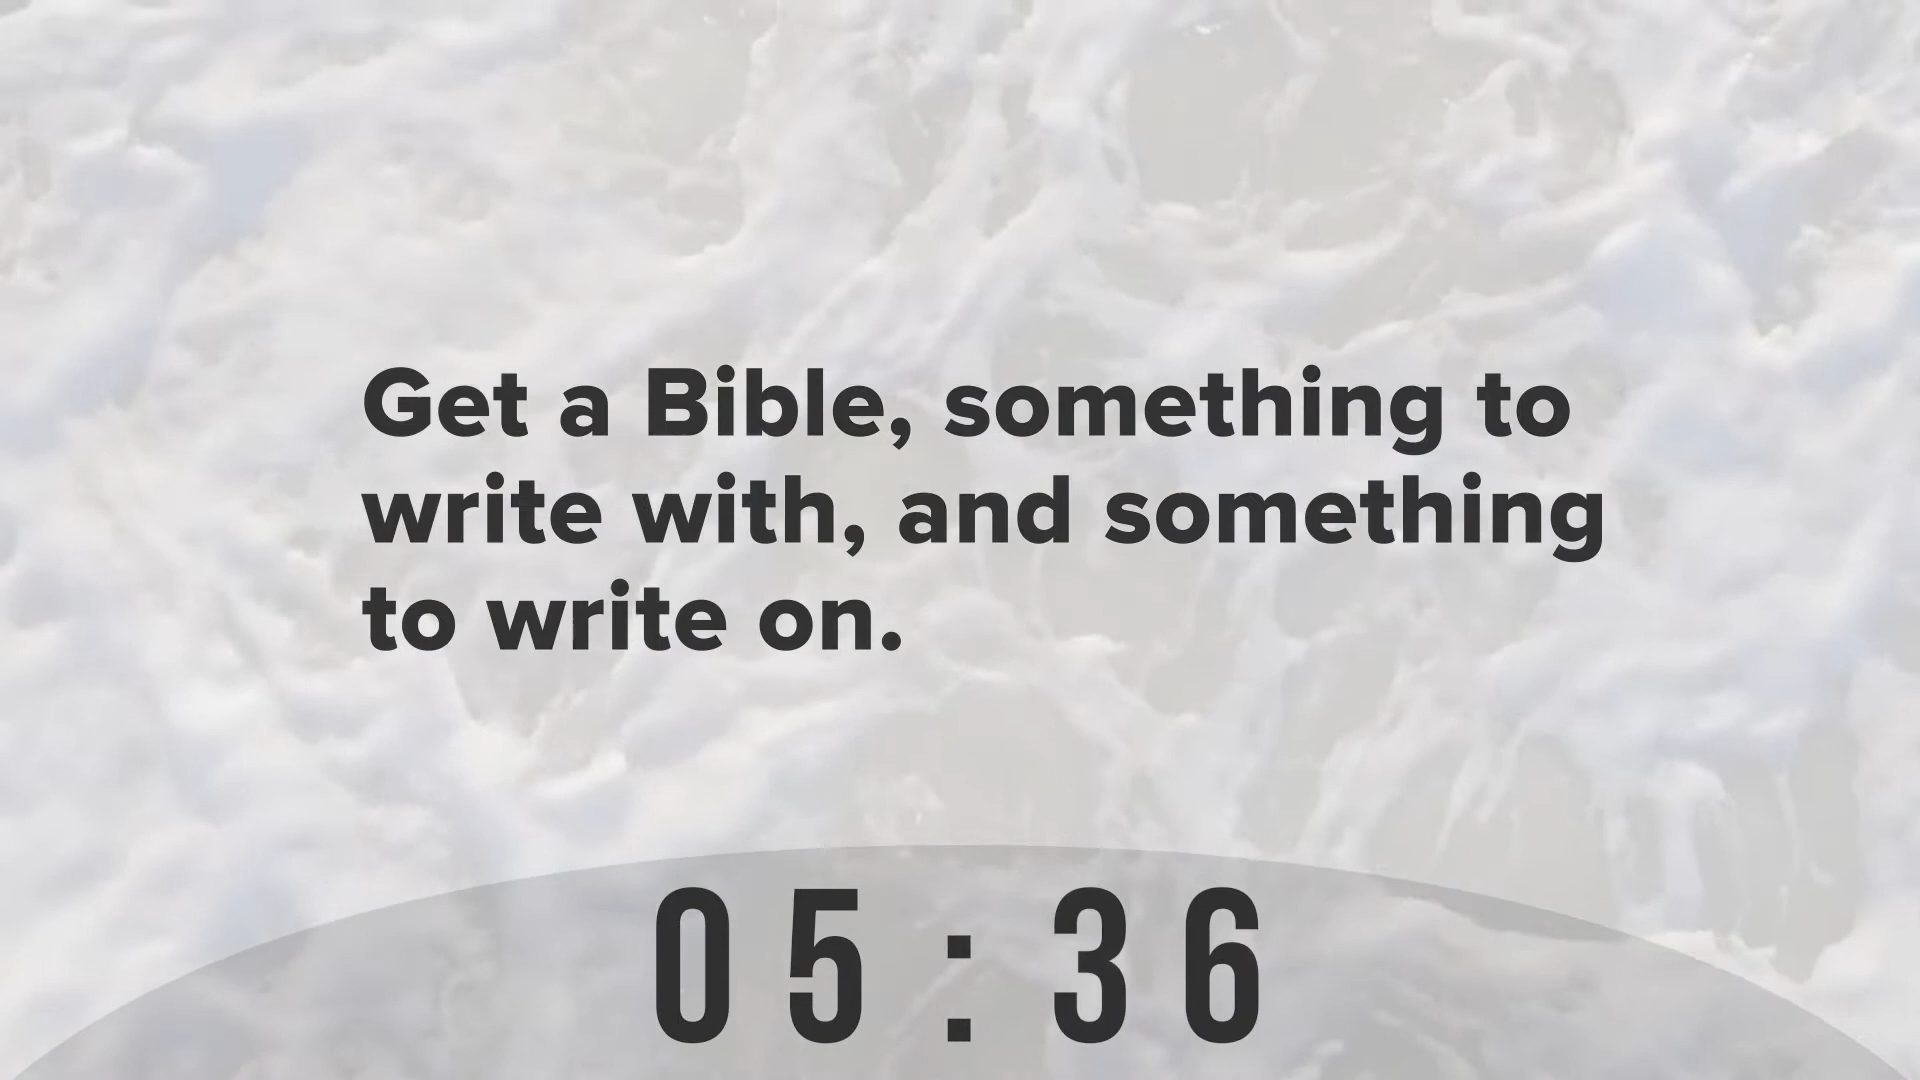 Get a Bible, something to
write with, and something
to write on.
05:36